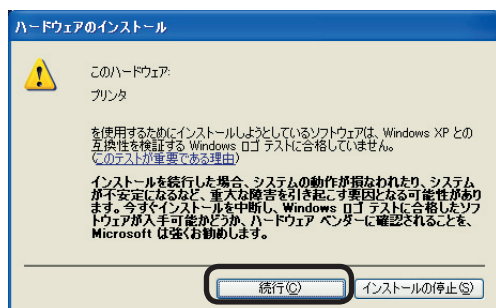 ハードウェアのインストール
このハードウェア:
プリンタ
を使用するためにインストールしようとしているソフトウェアは、Windows XP との
互換性を検証する Windows ロゴ テストに合格していません。
(このテストが重要である理由)
インストールを続行した場合、システムの動作が損なわれたり、システム
が不安定になるなど、重大な障害を引き起こす要因となる可能性があり
ます。今すぐインストールを中断し、Windows ロゴ テストに合格したソフ
トウェアが入手可能かどうか、ハードウェア ベンダーに確認されることを、
Microsoft は強くお勧めします。
続行(C) インストールの停止(S)